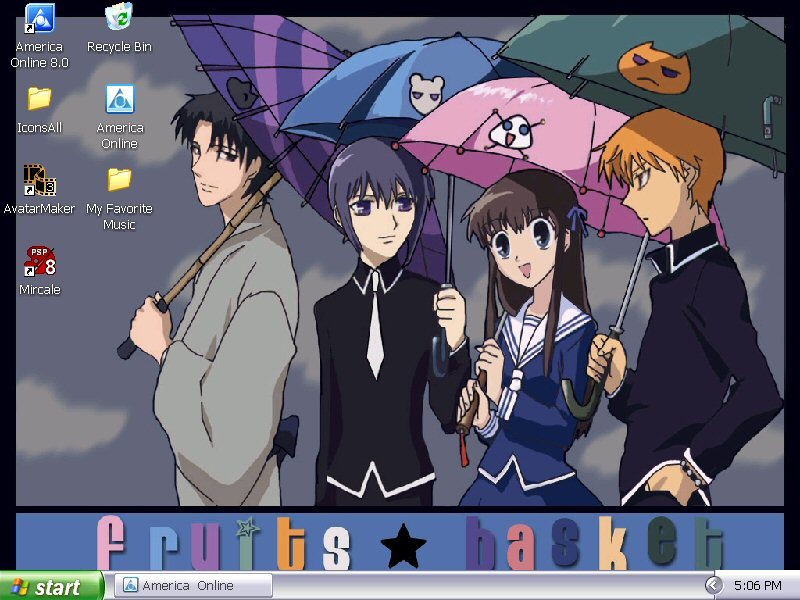 America
Online 8.0
Recycle Bin
IconsAll
America
Online
AvatarMaker
My Favorite
Music
PSP
8
Mircale
fruits ★ basket
start
America Online
5:06 PM